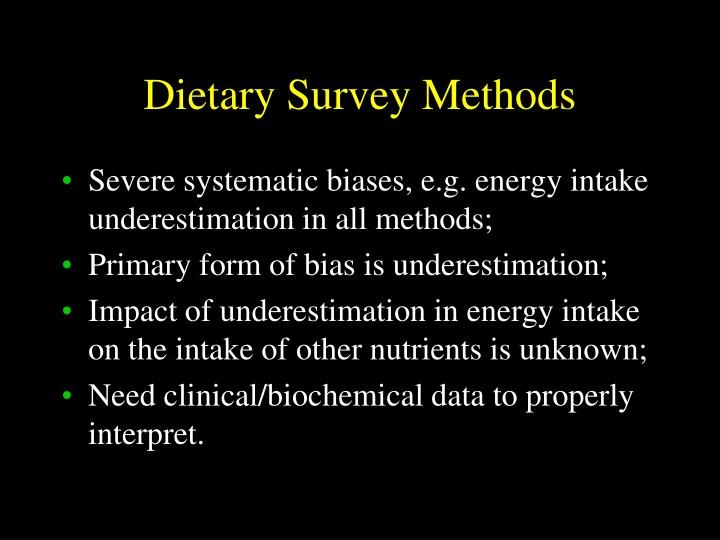 Dietary Survey Methods
• Severe systematic biases, e.g. energy intake
underestimation in all methods;
• Primary form of bias is underestimation;
• Impact of underestimation in energy intake
on the intake of other nutrients is unknown;
• Need clinical/biochemical data to properly
interpret.